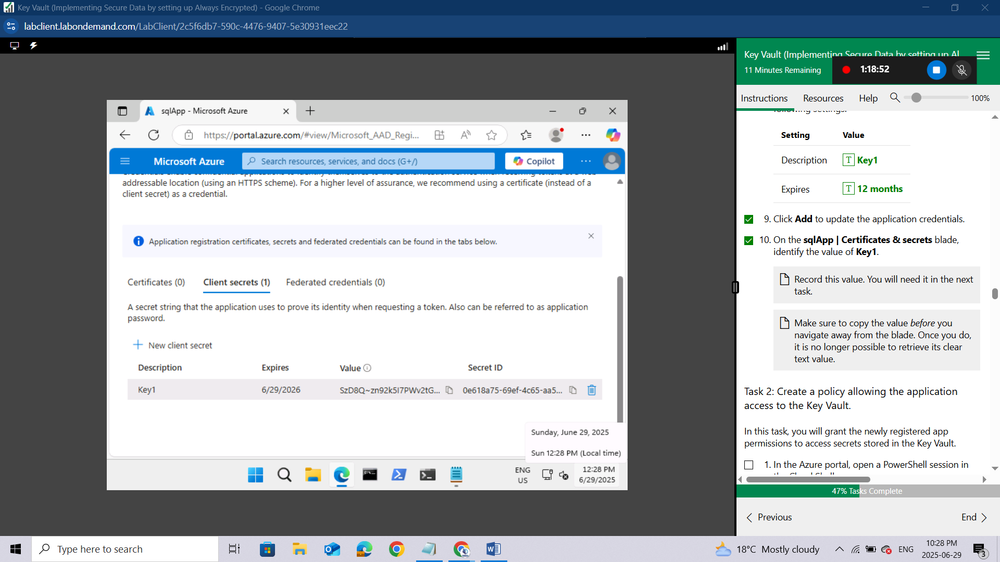 Key Vault (Implementing Secure Data by setting up Always Encrypted) - Google Chrome
labclient.labondemand.com/LabClient/2c5f6db7-590c-4476-9407-5e30931eec22
sqlApp - Microsoft Azure
https://portal.azure.com/#view/Microsoft_AAD_Regi...
Microsoft Azure
Search resources, services, and docs (G+/)
Copilot
addressable location (using an HTTPS scheme). For a higher level of assurance, we recommend using a certificate (instead of a
client secret) as a credential.
Application registration certificates, secrets and federated credentials can be found in the tabs below.
Certificates (0)
Client secrets (1)
Federated credentials (0)
A secret string that the application uses to prove its identity when requesting a token. Also can be referred to as application
password.
New client secret
Description Expires Value Secret ID
Key1 6/29/2026 SzD8Q~zn92k5I7PWv2tG... 0e618a75-69ef-4c65-aa5...
Sunday, June 29, 2025
Sun 12:28 PM (Local time)
ENG
US
12:28 PM
6/29/2025
Key Vault (Implementing Secure Data by setting up Al
11 Minutes Remaining
1:18:52
Instructions Resources Help 100%
following settings.
Setting Value
Description T Key1
Expires T 12 months
9. Click Add to update the application credentials.
10. On the sqlApp | Certificates & secrets blade,
identify the value of Key1.
Record this value. You will need it in the next
task.
Make sure to copy the value before you
navigate away from the blade. Once you do,
it is no longer possible to retrieve its clear
text value.
Task 2: Create a policy allowing the application
access to the Key Vault.
In this task, you will grant the newly registered app
permissions to access secrets stored in the Key Vault.
1. In the Azure portal, open a PowerShell session in
47% Tasks Complete
Previous
End
Type here to search
18°C Mostly cloudy
ENG
10:28 PM
2025-06-29
3